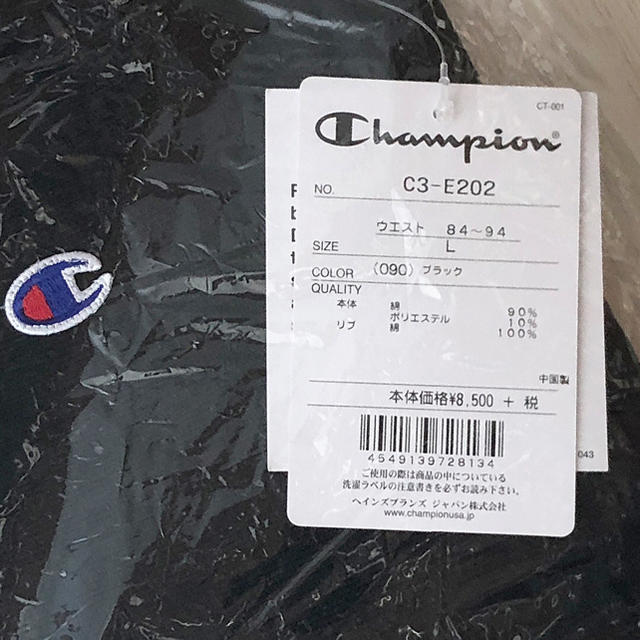 CT-001
Champion®
NO. C3-E202
ウエスト 84～94
SIZE L
COLOR (090) ブラック
QUALITY
本体 綿 90%
ポリエステル 10%
リブ 綿 100%
中国製
本体価格¥8,500 + 税
4549139728134
ご使用の際は商品の中についている
洗濯ラベルの注意書きを必ずお読み下さい。
ヘインズブランズ ジャパン株式会社
www.championusa.jp
043